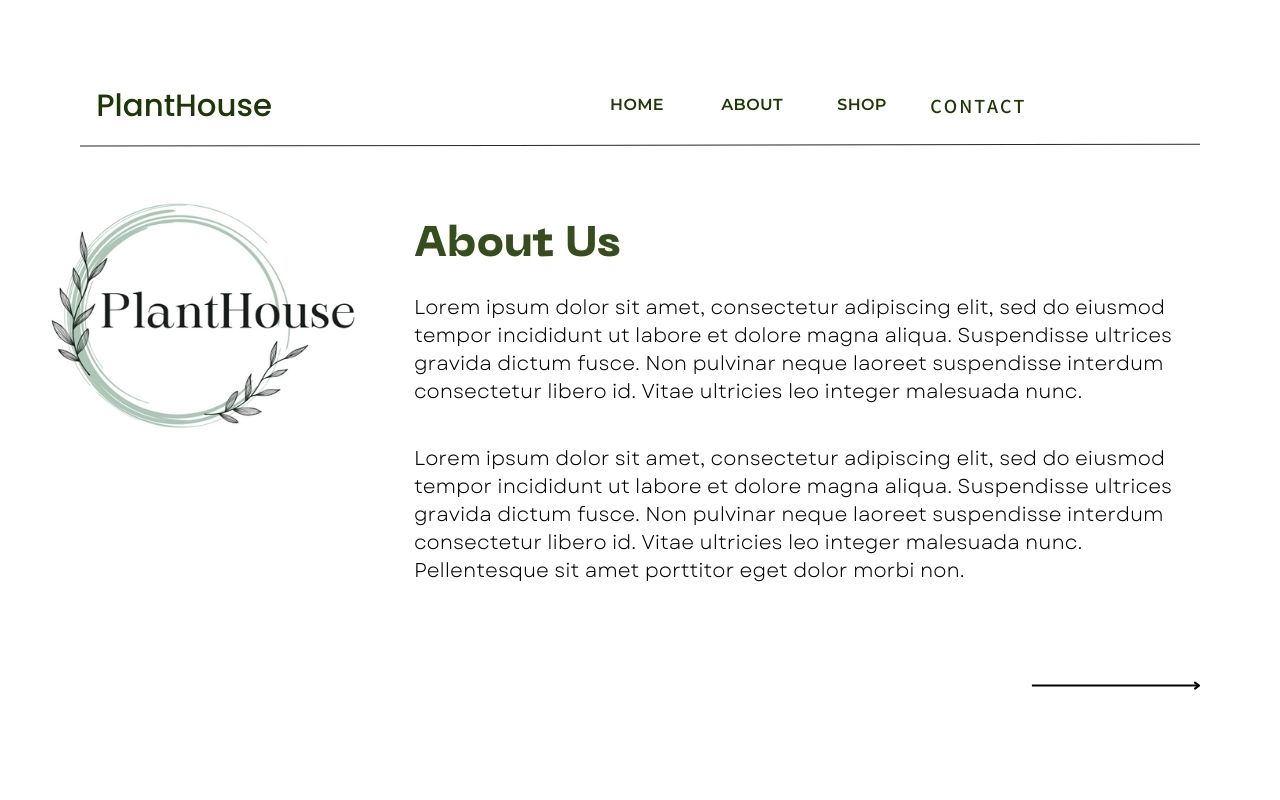 PlantHouse
HOME ABOUT SHOP CONTACT
PlantHouse
About Us
Lorem ipsum dolor sit amet, consectetur adipiscing elit, sed do eiusmod
tempor incididunt ut labore et dolore magna aliqua. Suspendisse ultrices
gravida dictum fusce. Non pulvinar neque laoreet suspendisse interdum
consectetur libero id. Vitae ultricies leo integer malesuada nunc.
Lorem ipsum dolor sit amet, consectetur adipiscing elit, sed do eiusmod
tempor incididunt ut labore et dolore magna aliqua. Suspendisse ultrices
gravida dictum fusce. Non pulvinar neque laoreet suspendisse interdum
consectetur libero id. Vitae ultricies leo integer malesuada nunc.
Pellentesque sit amet porttitor eget dolor morbi non.